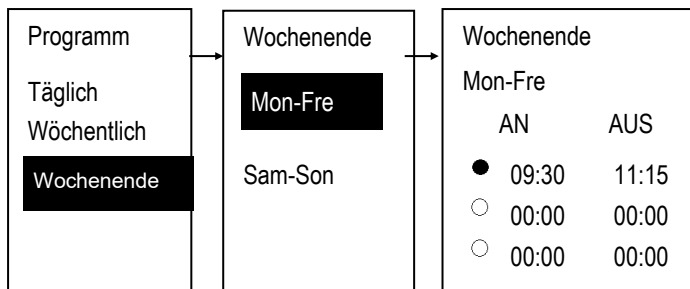 Programm
Täglich
Wöchentlich
Wochenende
Wochenende
Mon-Fre
Sam-Son
Wochenende
Mon-Fre
AN AUS
09:30 11:15
00:00 00:00
00:00 00:00